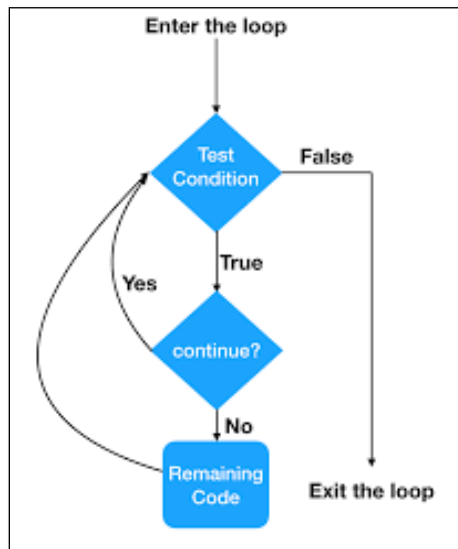 Enter the loop
Test
Condition
False
True
Yes
continue?
No
Remaining
Code
Exit the loop